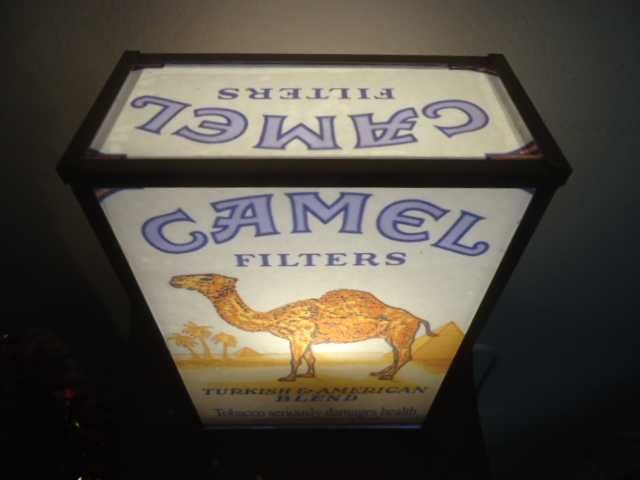 CAMEL
FILTERS
CAMEL
FILTERS
TURKISH & AMERICAN
BLEND
Tobacco seriously damages health